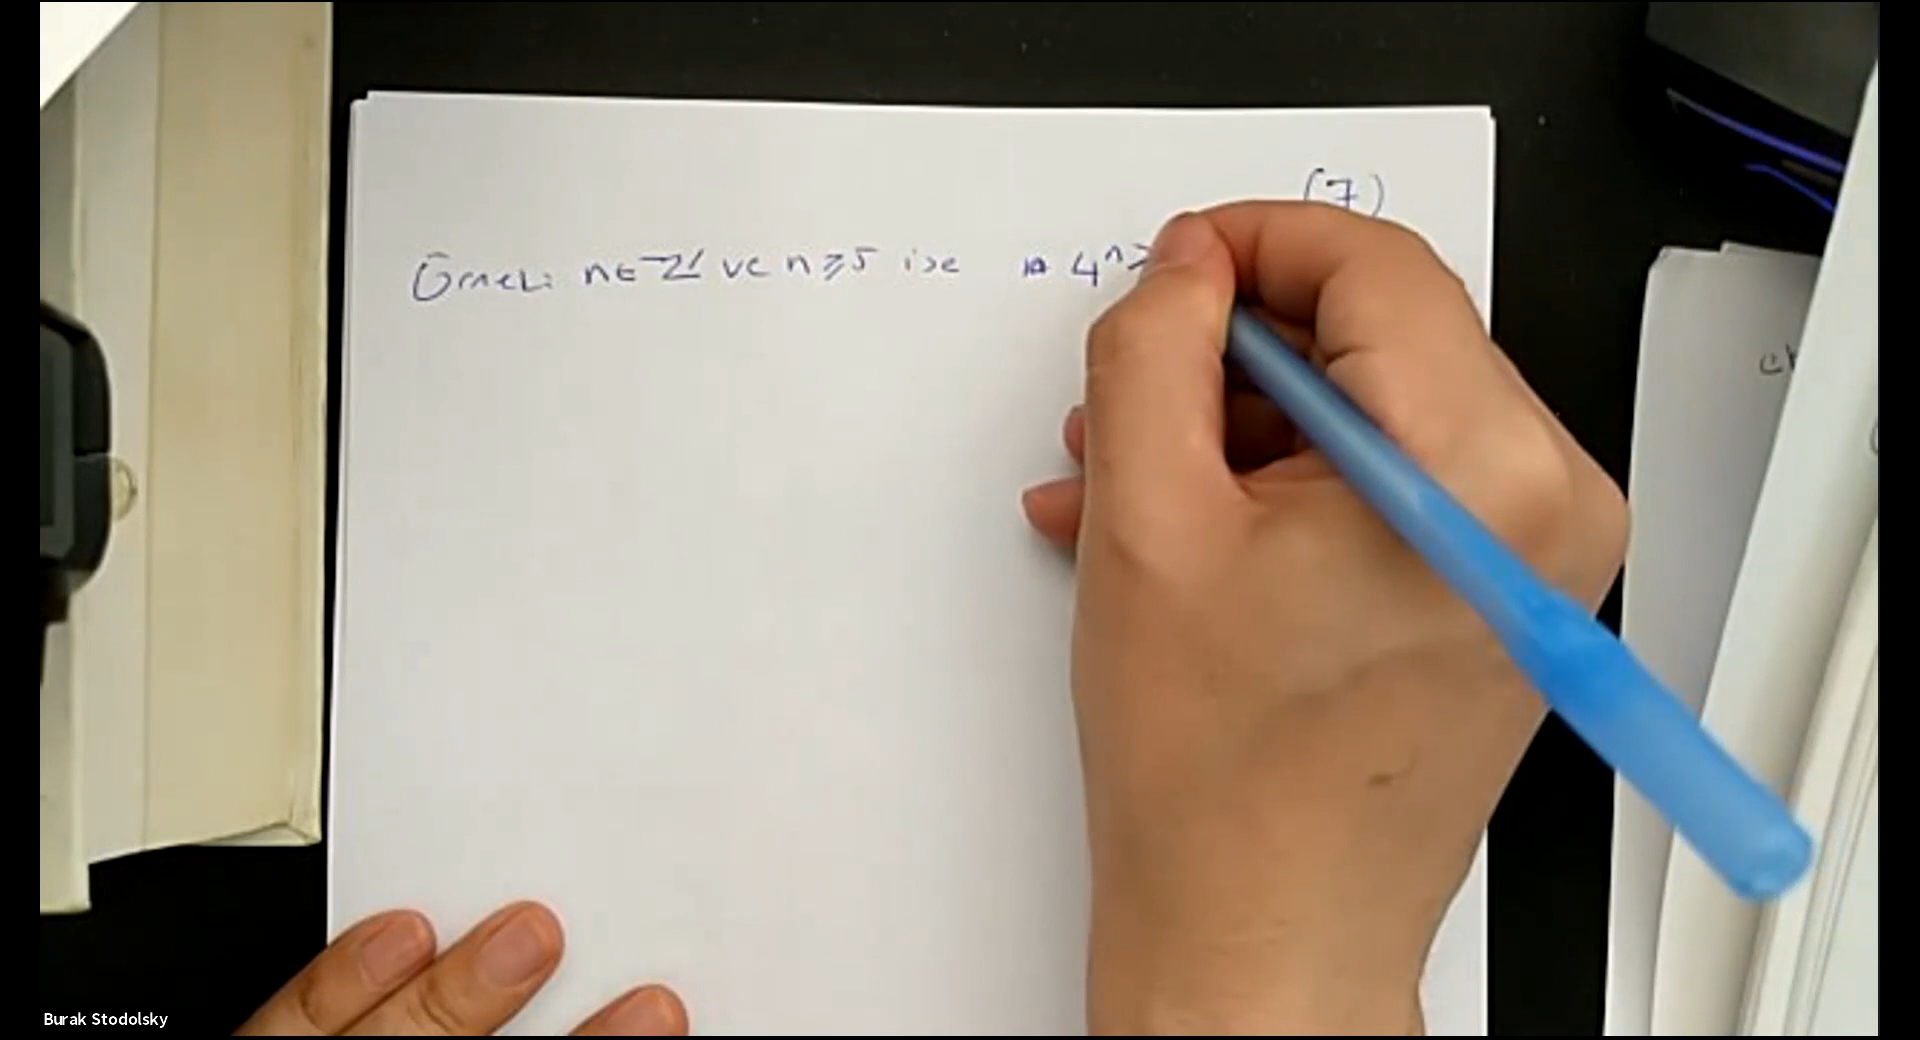 (7)
Örnek: n ∈ ℤ ve n ≥ 5 ise 4ⁿ >
Burak Stodolsky